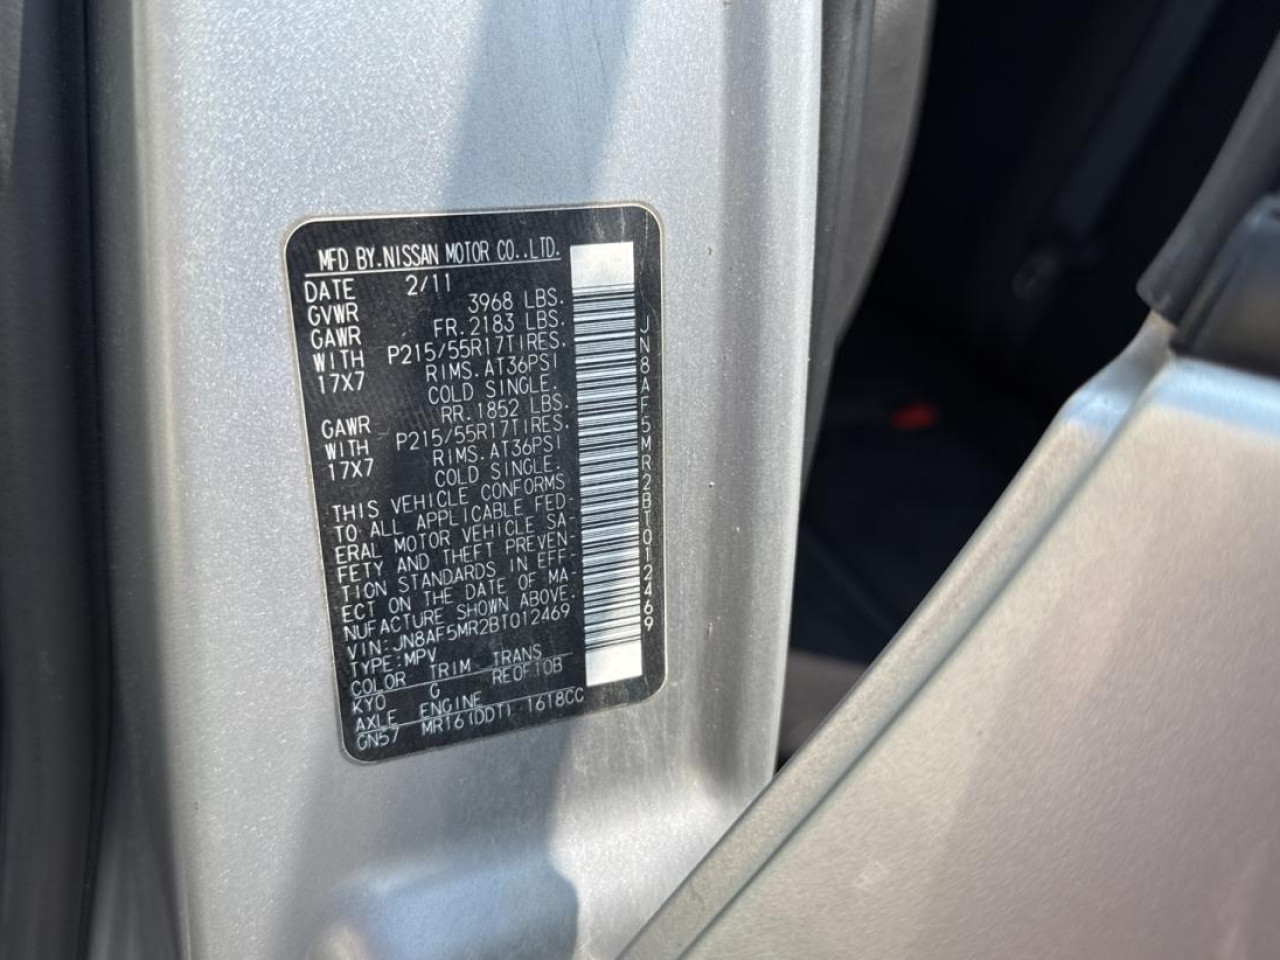 MFD BY.NISSAN MOTOR CO.,LTD.
DATE 2/11
GVWR 3968 LBS.
GAWR FR.2183 LBS.
WITH P215/55R17TIRES.
17X7 RIMS.AT36PSI
COLD SINGLE.
GAWR RR.1852 LBS.
WITH P215/55R17TIRES.
17X7 RIMS.AT36PSI
COLD SINGLE.
THIS VEHICLE CONFORMS
TO ALL APPLICABLE FED-
ERAL MOTOR VEHICLE SA-
FETY AND THEFT PREVEN-
TION STANDARDS IN EFF-
ECT ON THE DATE OF MA-
NUFACTURE SHOWN ABOVE.
VIN:JN8AF5MR2BT012469
TYPE:MPV
COLOR TRIM TRANS
KYO G RE0F10B
AXLE ENGINE
GN57 MR16(DDT) 1618CC
JN8AF5MR2BT012469